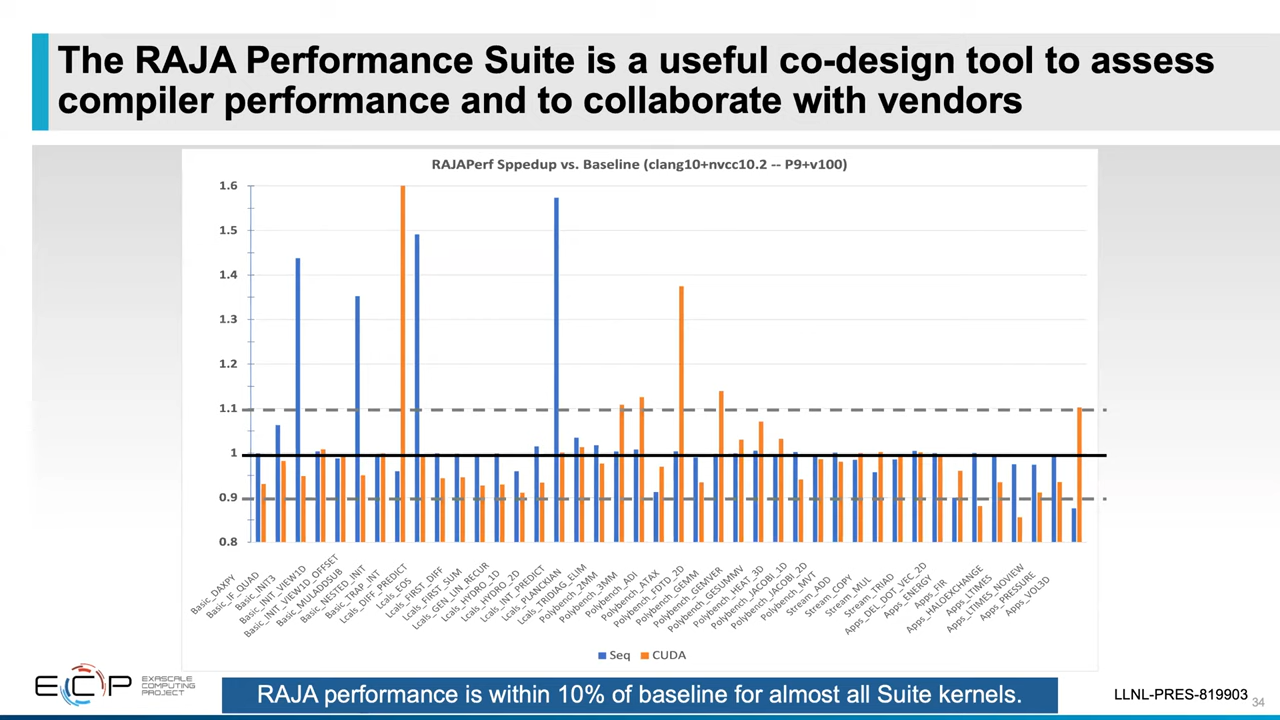 The RAJA Performance Suite is a useful co-design tool to assess
compiler performance and to collaborate with vendors
RAJAPerf Sppedup vs. Baseline (clang10+nvcc10.2 -- P9+v100)
1.6
1.5
1.4
1.3
1.2
1.1
1
0.9
0.8
Basic_DAXPY
Basic_IF_QUAD
Basic_INIT3
Basic_INIT_VIEW1D
Basic_INIT_VIEW1D_OFFSET
Basic_MULADDSUB
Basic_NESTED_INIT
Basic_TRAP_INT
Lcals_DIFF_PREDICT
Lcals_EOS
Lcals_FIRST_DIFF
Lcals_FIRST_SUM
Lcals_GEN_LIN_RECUR
Lcals_HYDRO_1D
Lcals_HYDRO_2D
Lcals_INT_PREDICT
Lcals_PLANCKIAN
Lcals_TRIDAG_ELIM
Polybench_2MM
Polybench_3MM
Polybench_ADI
Polybench_ATAX
Polybench_FDTD_2D
Polybench_GEMM
Polybench_GEMVER
Polybench_GESUMMV
Polybench_HEAT_3D
Polybench_JACOBI_1D
Polybench_JACOBI_2D
Polybench_MVT
Stream_ADD
Stream_COPY
Stream_MUL
Stream_TRIAD
Apps_DEL_DOT_VEC_2D
Apps_ENERGY
Apps_FIR
Apps_HALOEXCHANGE
Apps_LTIMES
Apps_LTIMES_NOVIEW
Apps_PRESSURE
Apps_VOL3D
Seq CUDA
ECP
EXASCALE
COMPUTING
PROJECT
RAJA performance is within 10% of baseline for almost all Suite kernels.
LLNL-PRES-819903
34